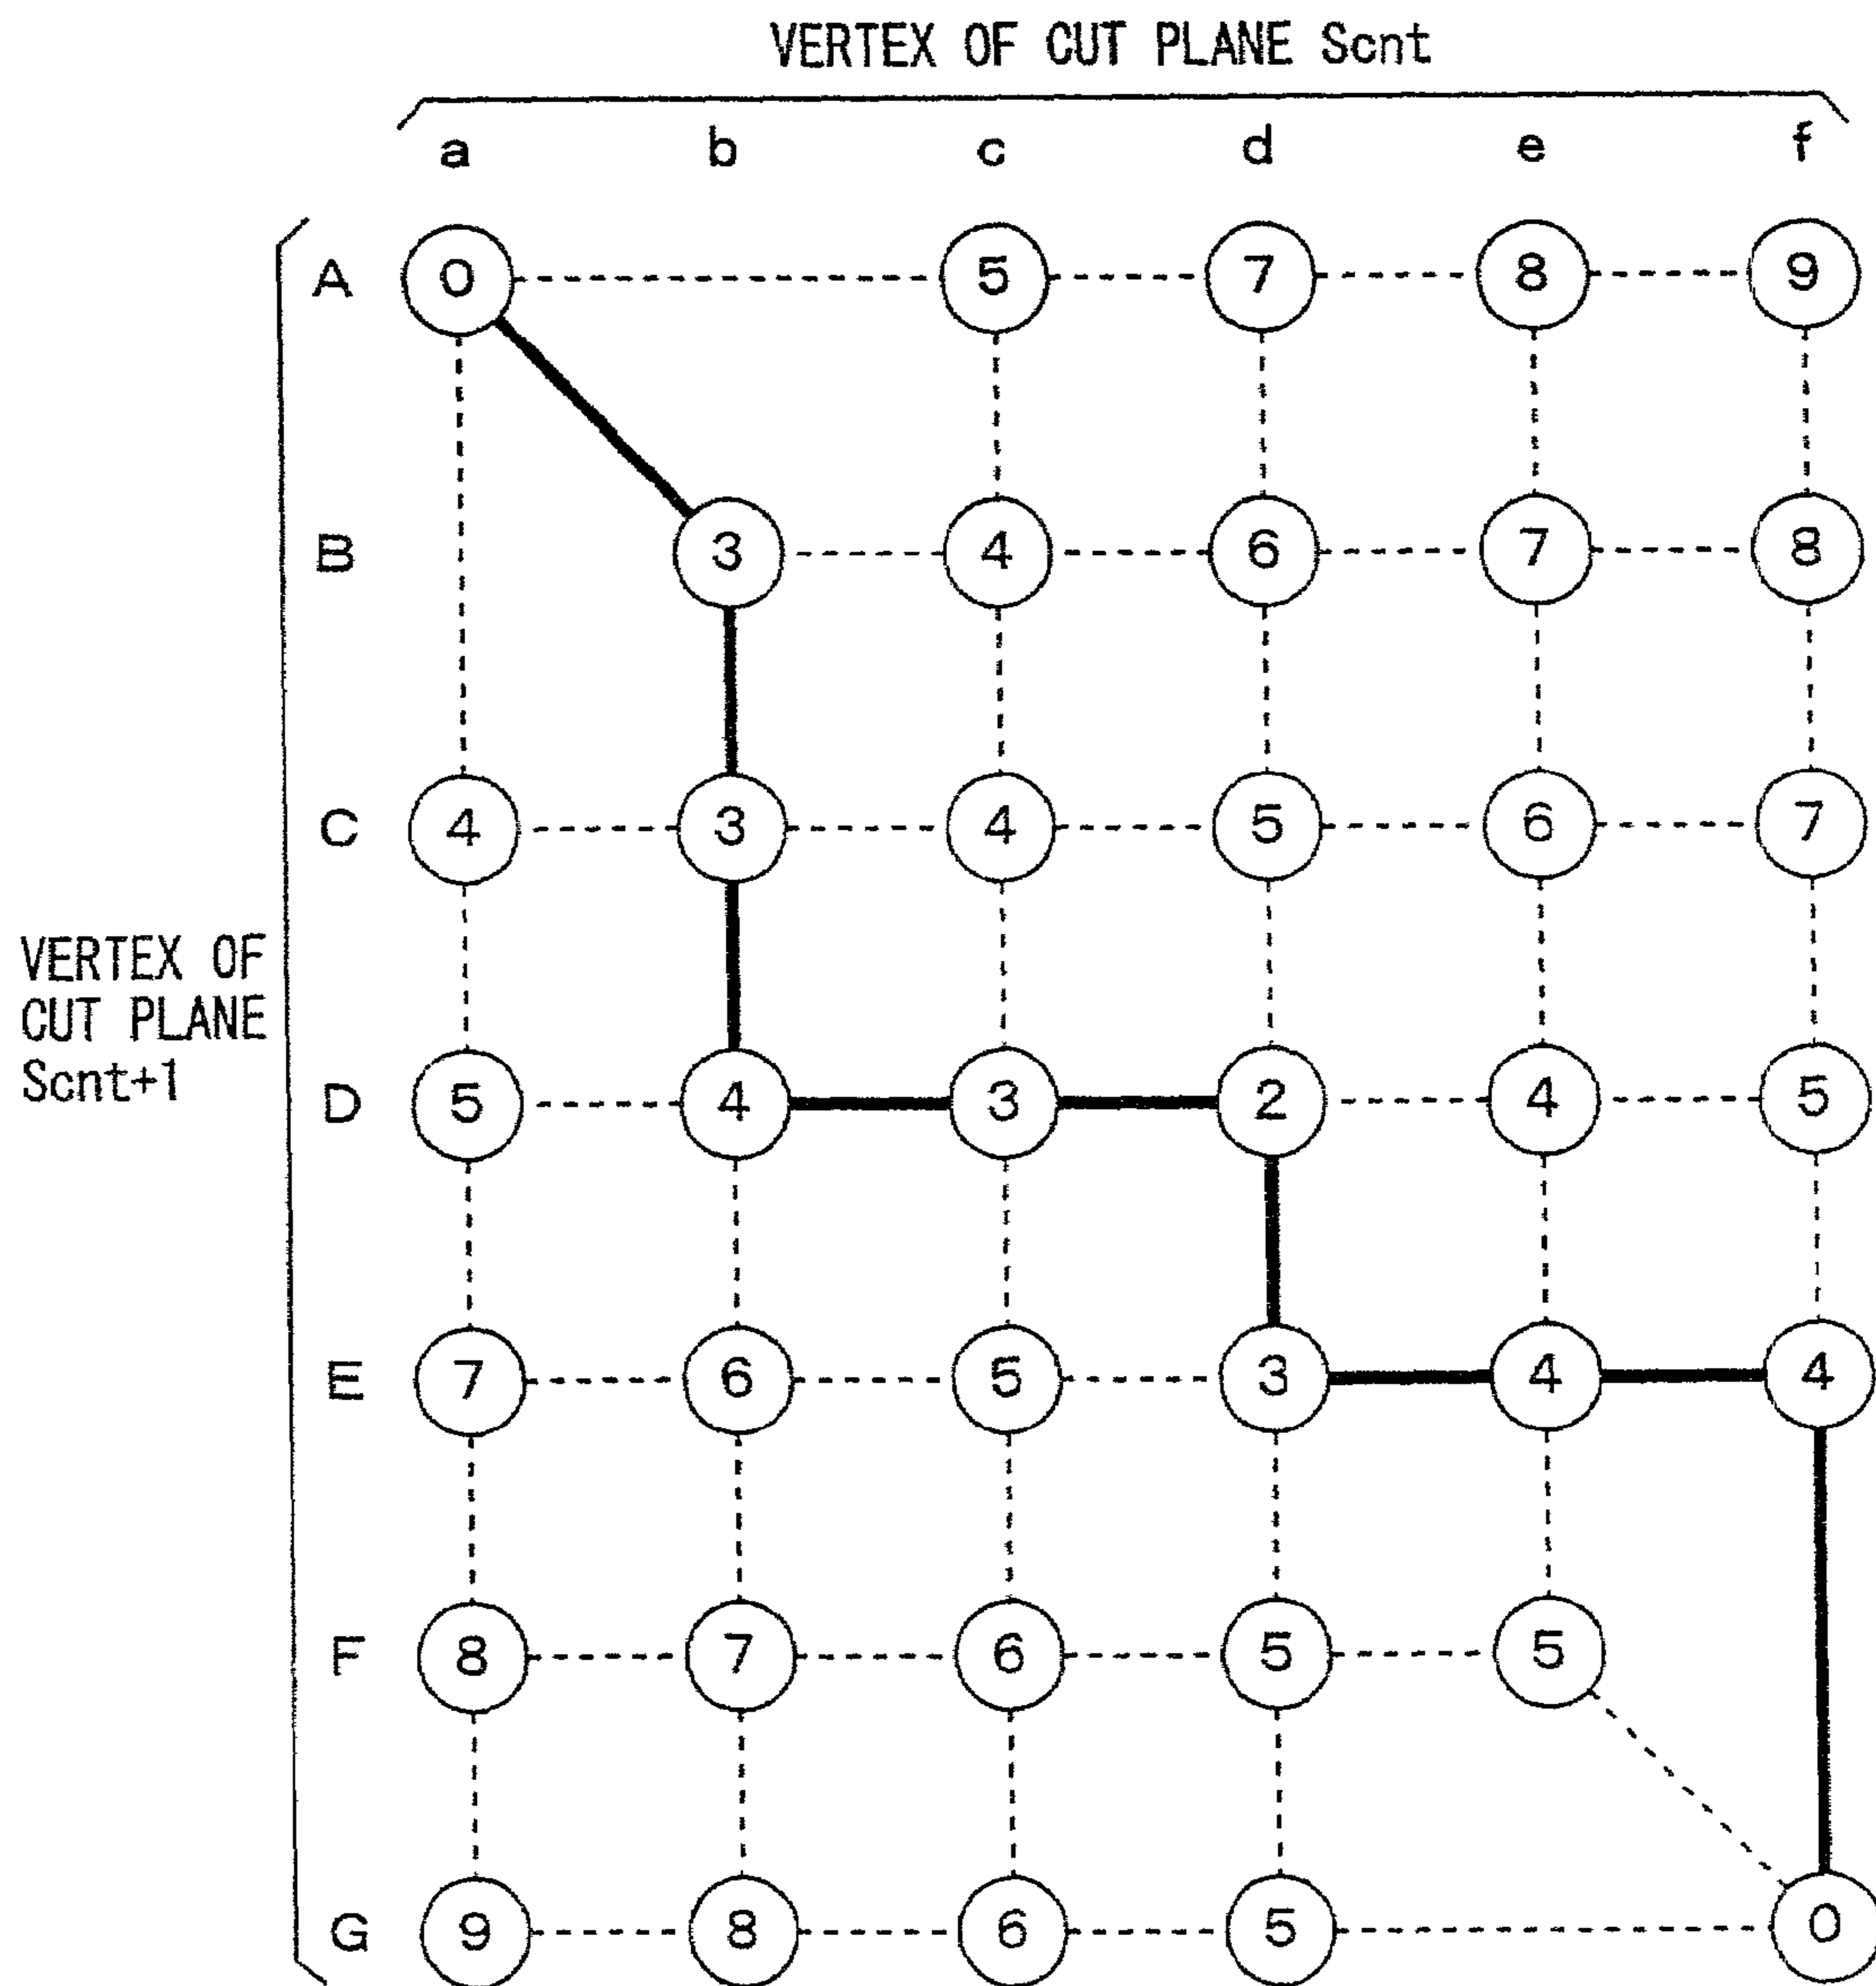 VERTEX OF CUT PLANE Scnt
a b c d e f
A 0 5 7 8 9
B 3 4 6 7 8
C 4 3 4 5 6 7
VERTEX OF
CUT PLANE
Scnt+1
D 5 4 3 2 4 5
E 7 6 5 3 4 4
F 8 7 6 5 5
G 9 8 6 5 0